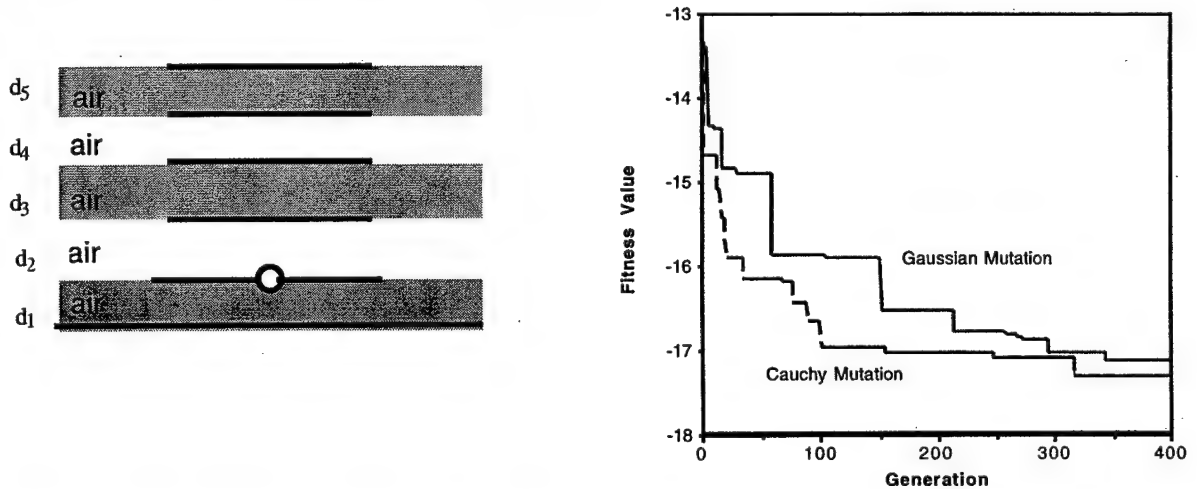 d5
air
d4
air
d3
air
d2
air
d1
air
-13
-14
-15
-16
-17
-18
Fitness Value
Gaussian Mutation
Cauchy Mutation
0
100
200
300
400
Generation